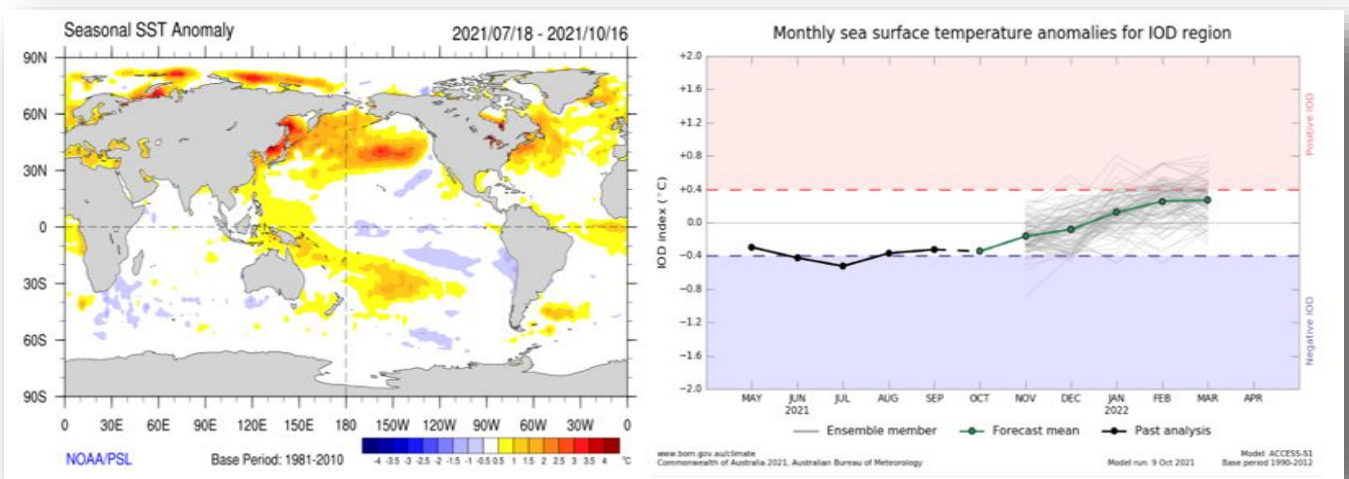 Seasonal SST Anomaly 2021/07/18 - 2021/10/16
90N
60N
30N
0
30S
60S
90S
0 30E 60E 90E 120E 150E 180 150W 120W 90W 60W 30W 0
-4 -3.5 -3 -2.5 -2 -1.5 -1 -0.5 0.5 1 1.5 2 2.5 3 3.5 4 °C
NOAA/PSL Base Period: 1981-2010
Monthly sea surface temperature anomalies for IOD region
+2.0
+1.6
+1.2
+0.8
+0.4
0.0
−0.4
−0.8
−1.2
−1.6
−2.0
IOD index (°C)
Positive IOD
Negative IOD
MAY JUN JUL AUG SEP OCT NOV DEC JAN FEB MAR APR
2021 2022
Ensemble member Forecast mean Past analysis
www.bom.gov.au/climate
Commonwealth of Australia 2021, Australian Bureau of Meteorology
Model run: 9 Oct 2021
Model: ACCESS-S1
Base period 1990-2012